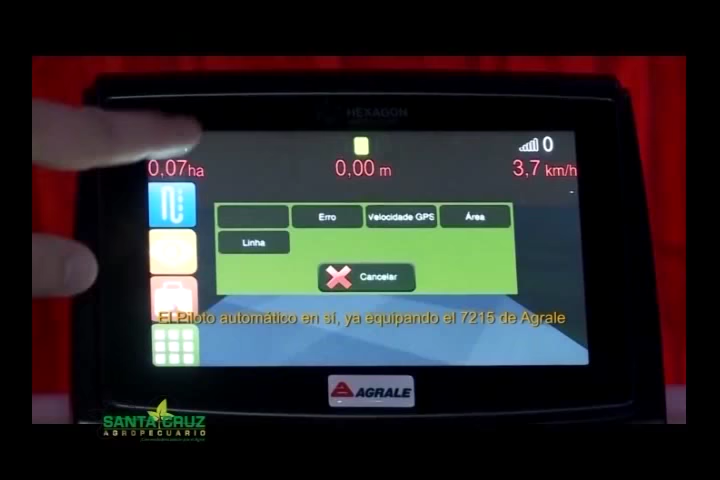 HEXAGON
0
0,07ha
0,00 m
3,7 km/h
Erro
Velocidade GPS
Área
Linha
Cancelar
El Piloto automático en sí, ya equipando el 7215 de Agrale
AGRALE
SANTA CRUZ
AGROPECUARIO